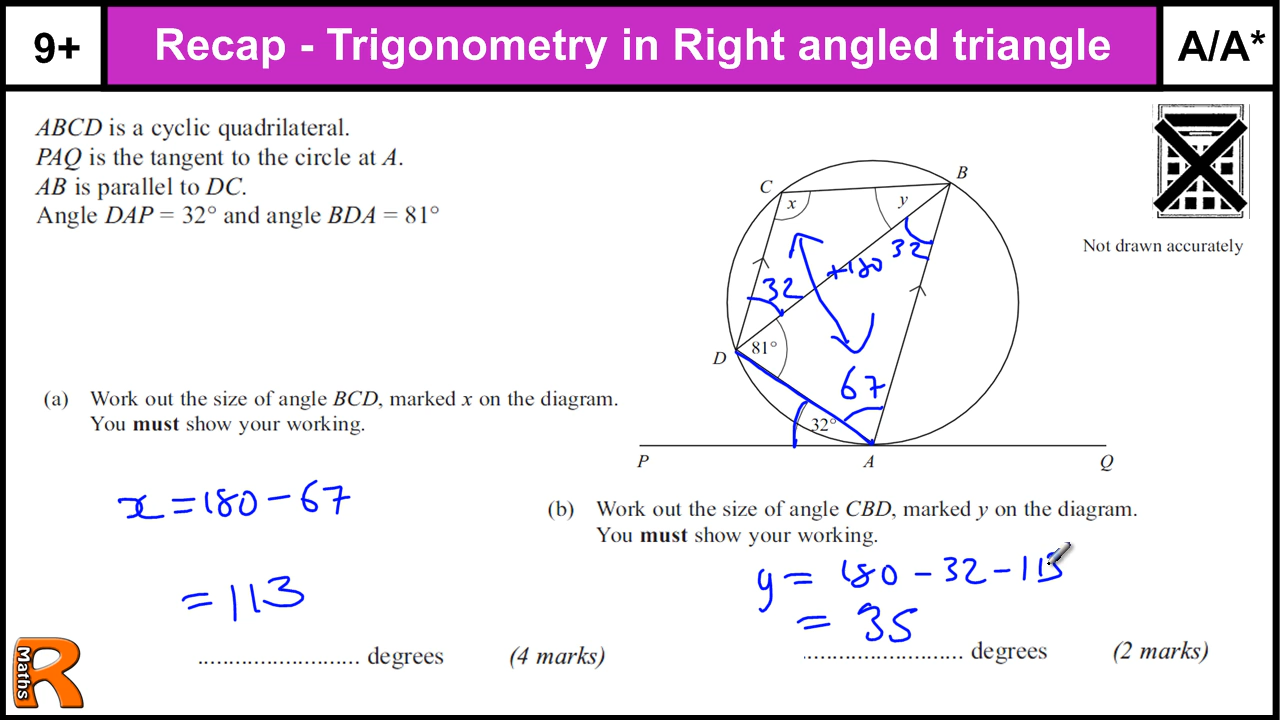 9+
Recap - Trigonometry in Right angled triangle
A/A*
ABCD is a cyclic quadrilateral.
PAQ is the tangent to the circle at A.
AB is parallel to DC.
Angle DAP = 32° and angle BDA = 81°
Not drawn accurately
C
B
x
y
32
+180
32
D
81°
67
32°
P
A
Q
(a) Work out the size of angle BCD, marked x on the diagram.
You must show your working.
x = 180 - 67
= 113
.......................... degrees (4 marks)
(b) Work out the size of angle CBD, marked y on the diagram.
You must show your working.
y = 180 - 32 - 113
= 35
.......................... degrees (2 marks)
Maths